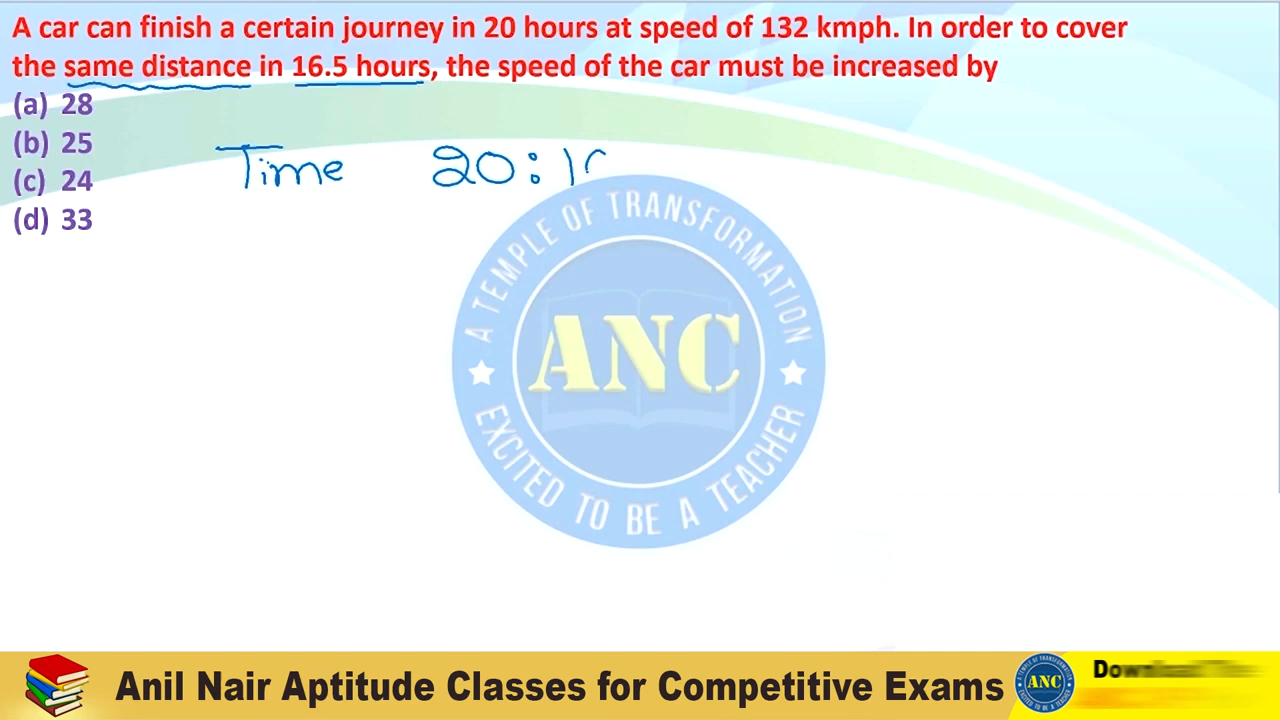 A car can finish a certain journey in 20 hours at speed of 132 kmph. In order to cover
the same distance in 16.5 hours, the speed of the car must be increased by
(a) 28
(b) 25
(c) 24
(d) 33
Time 20:1
A TEMPLE OF TRANSFORMATION
ANC
EXCITED TO BE A TEACHER
Anil Nair Aptitude Classes for Competitive Exams
ANC